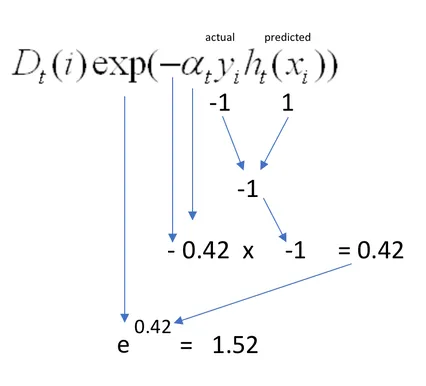 actual predicted
D_t(i)exp(−α_t y_i h_t(x_i))
-1 1
-1
- 0.42 x -1 = 0.42
e^0.42 = 1.52